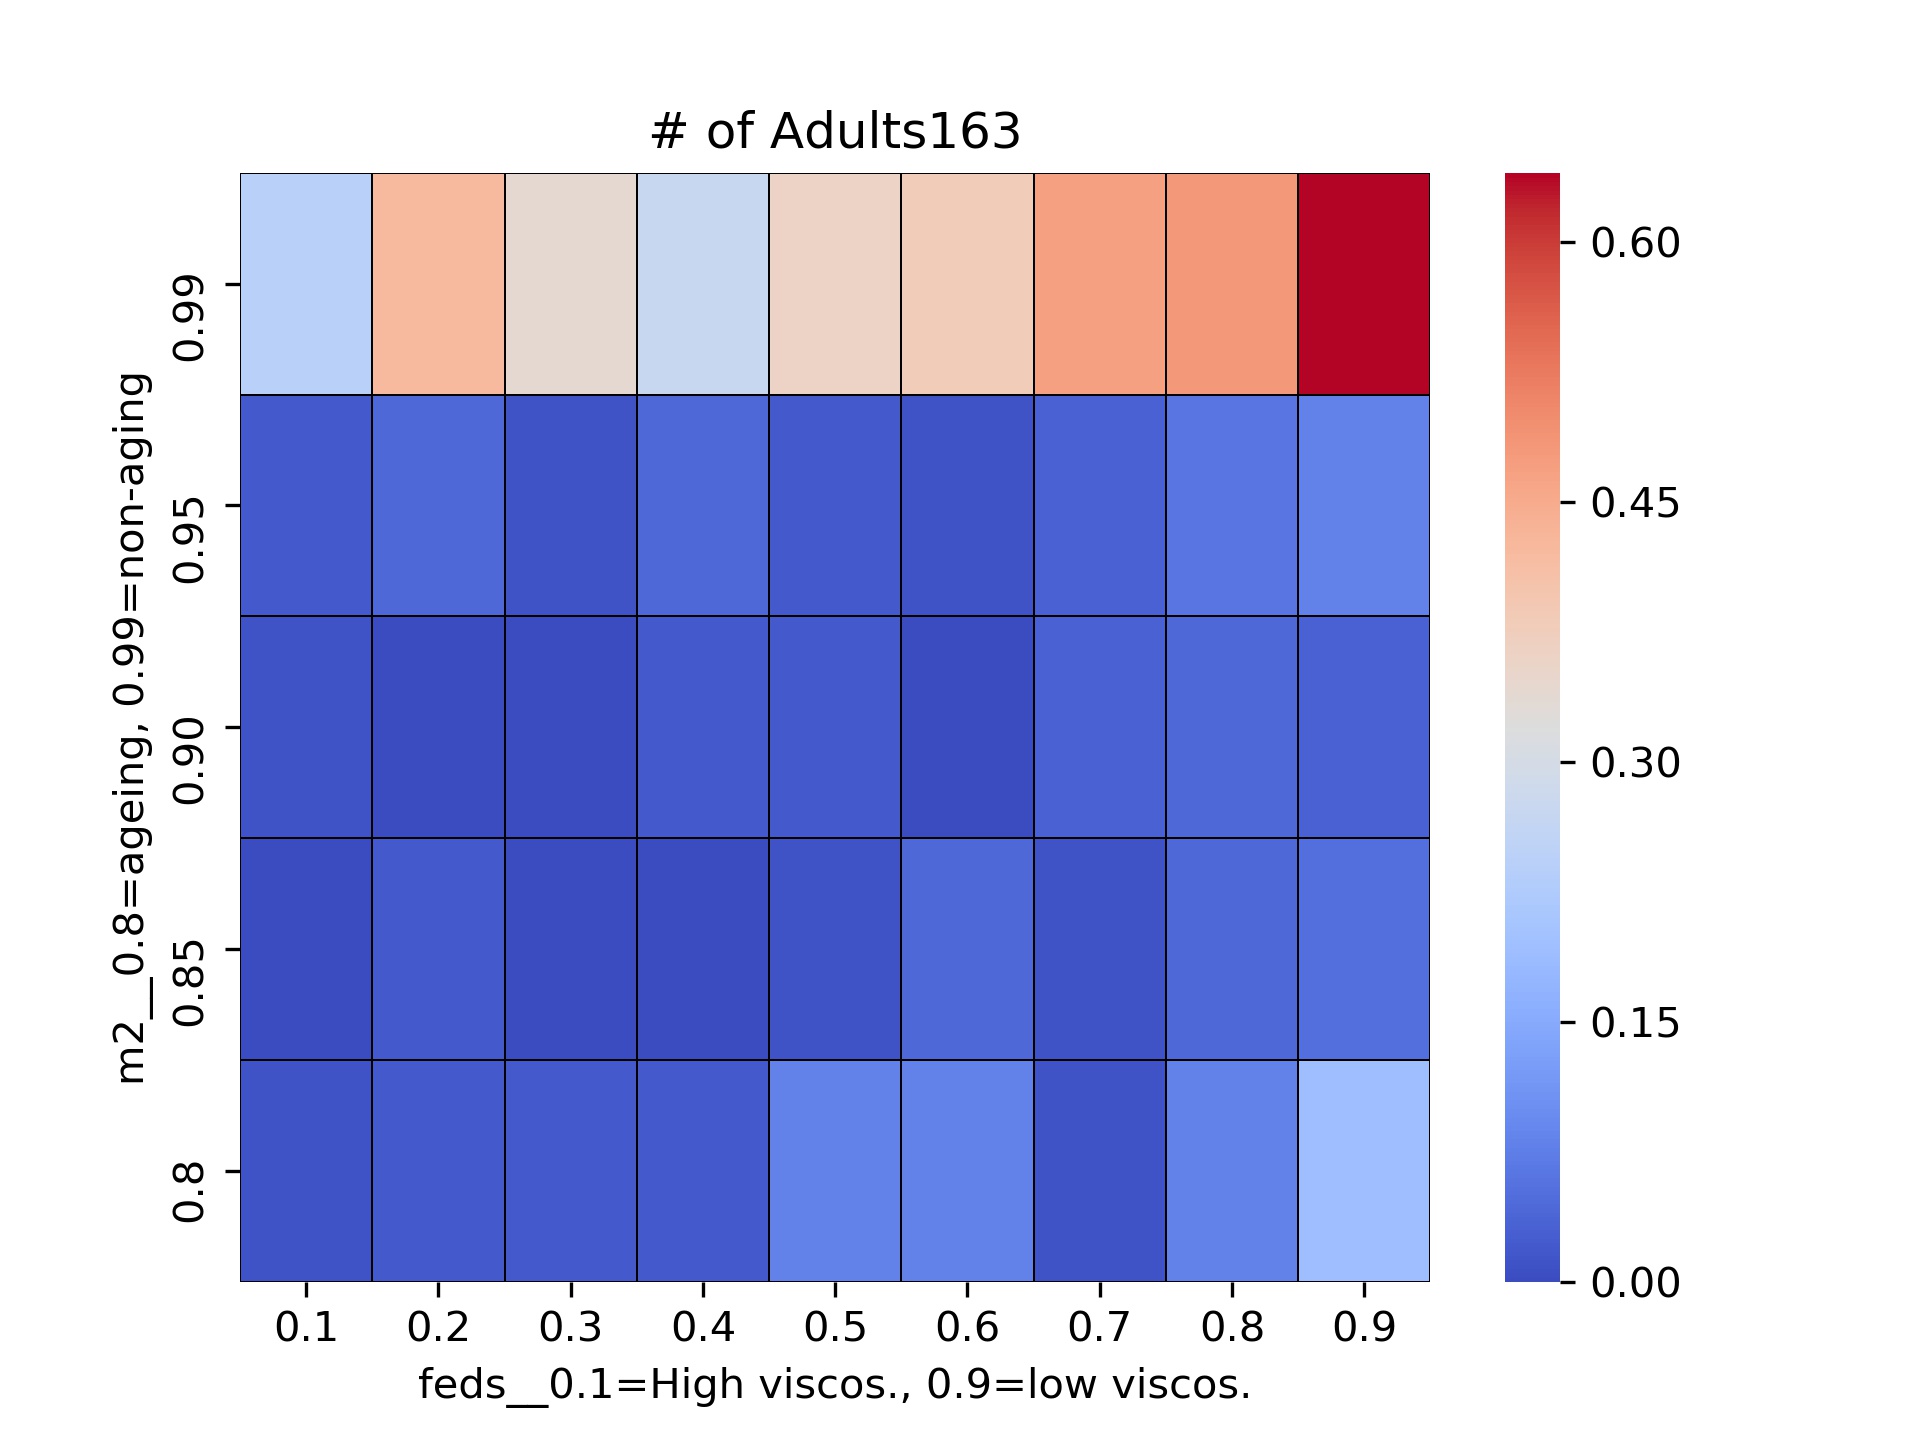 # of Adults163
m2__0.8=ageing, 0.99=non-aging
0.99
0.95
0.90
0.85
0.8
0.1 0.2 0.3 0.4 0.5 0.6 0.7 0.8 0.9
feds__0.1=High viscos., 0.9=low viscos.
0.60
0.45
0.30
0.15
0.00